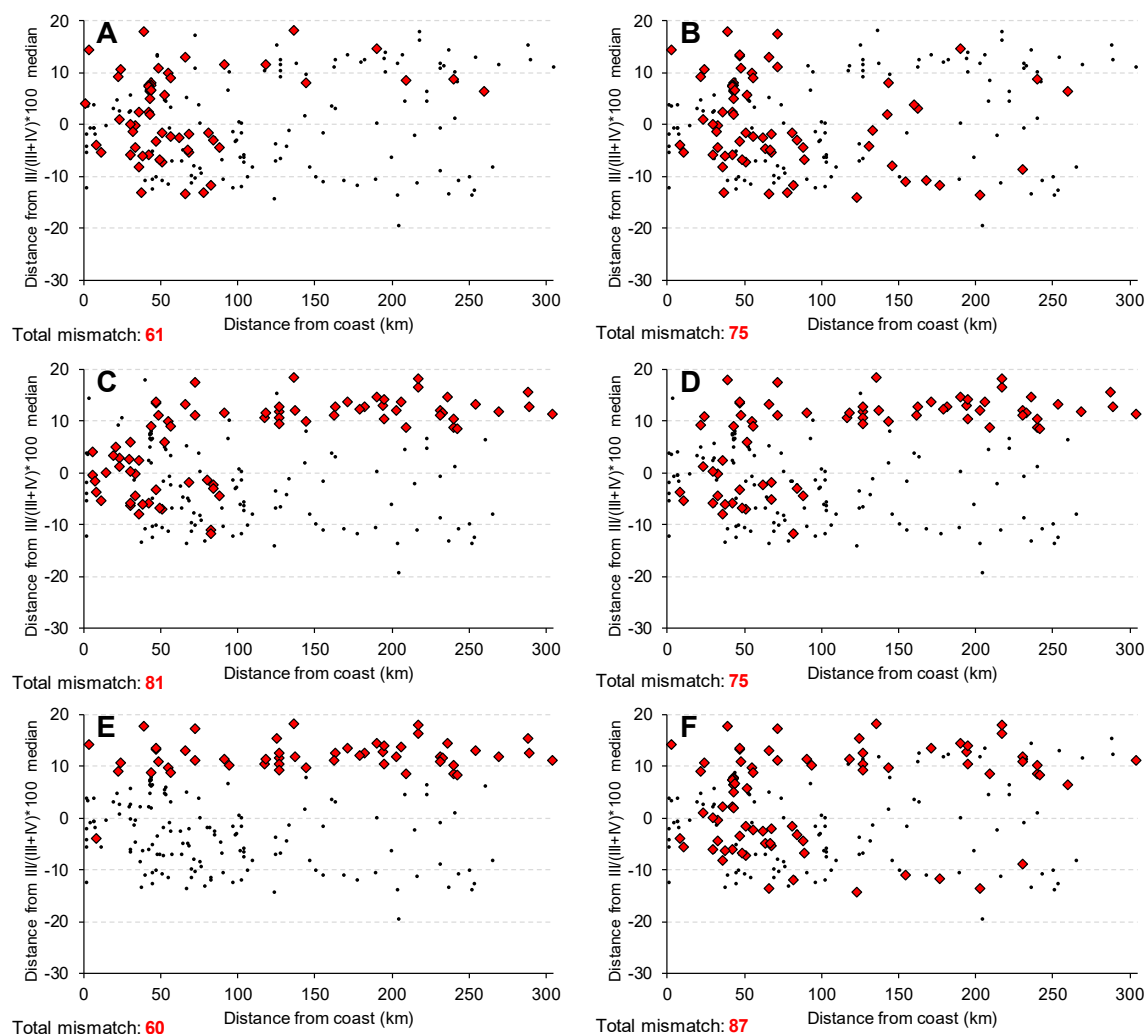 A
B
Distance from III/(III+IV)*100 median
20
10
0
-10
-20
-30
0 50 100 150 200 250 300
Distance from coast (km)
Total mismatch: 61
Distance from III/(III+IV)*100 median
20
10
0
-10
-20
-30
0 50 100 150 200 250 300
Distance from coast (km)
Total mismatch: 75
C
D
Distance from III/(III+IV)*100 median
20
10
0
-10
-20
-30
0 50 100 150 200 250 300
Distance from coast (km)
Total mismatch: 81
Distance from III/(III+IV)*100 median
20
10
0
-10
-20
-30
0 50 100 150 200 250 300
Distance from coast (km)
Total mismatch: 75
E
F
Distance from III/(III+IV)*100 median
20
10
0
-10
-20
-30
0 50 100 150 200 250 300
Distance from coast (km)
Total mismatch: 60
Distance from III/(III+IV)*100 median
20
10
0
-10
-20
-30
0 50 100 150 200 250 300
Distance from coast (km)
Total mismatch: 87